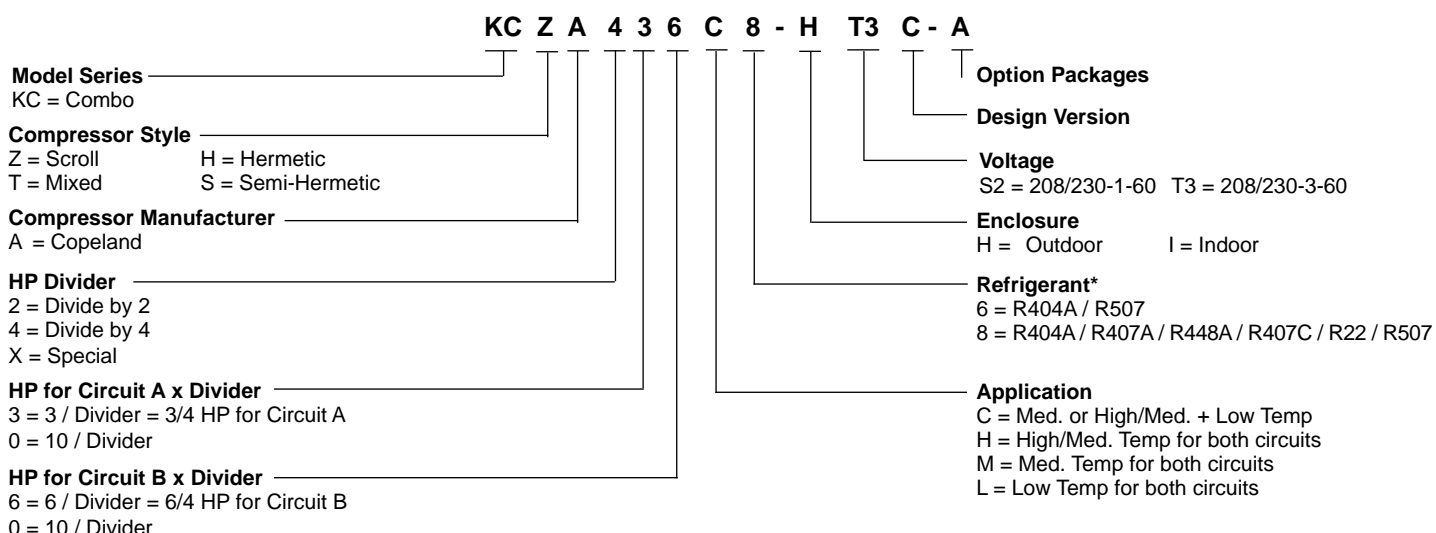 KC Z A 4 3 6 C 8 - H T3 C - A
Model Series
KC = Combo
Compressor Style
Z = Scroll H = Hermetic
T = Mixed S = Semi-Hermetic
Compressor Manufacturer
A = Copeland
HP Divider
2 = Divide by 2
4 = Divide by 4
X = Special
HP for Circuit A x Divider
3 = 3 / Divider = 3/4 HP for Circuit A
0 = 10 / Divider
HP for Circuit B x Divider
6 = 6 / Divider = 6/4 HP for Circuit B
0 = 10 / Divider
Option Packages
Design Version
Voltage
S2 = 208/230-1-60 T3 = 208/230-3-60
Enclosure
H = Outdoor I = Indoor
Refrigerant*
6 = R404A / R507
8 = R404A / R407A / R448A / R407C / R22 / R507
Application
C = Med. or High/Med. + Low Temp
H = High/Med. Temp for both circuits
M = Med. Temp for both circuits
L = Low Temp for both circuits